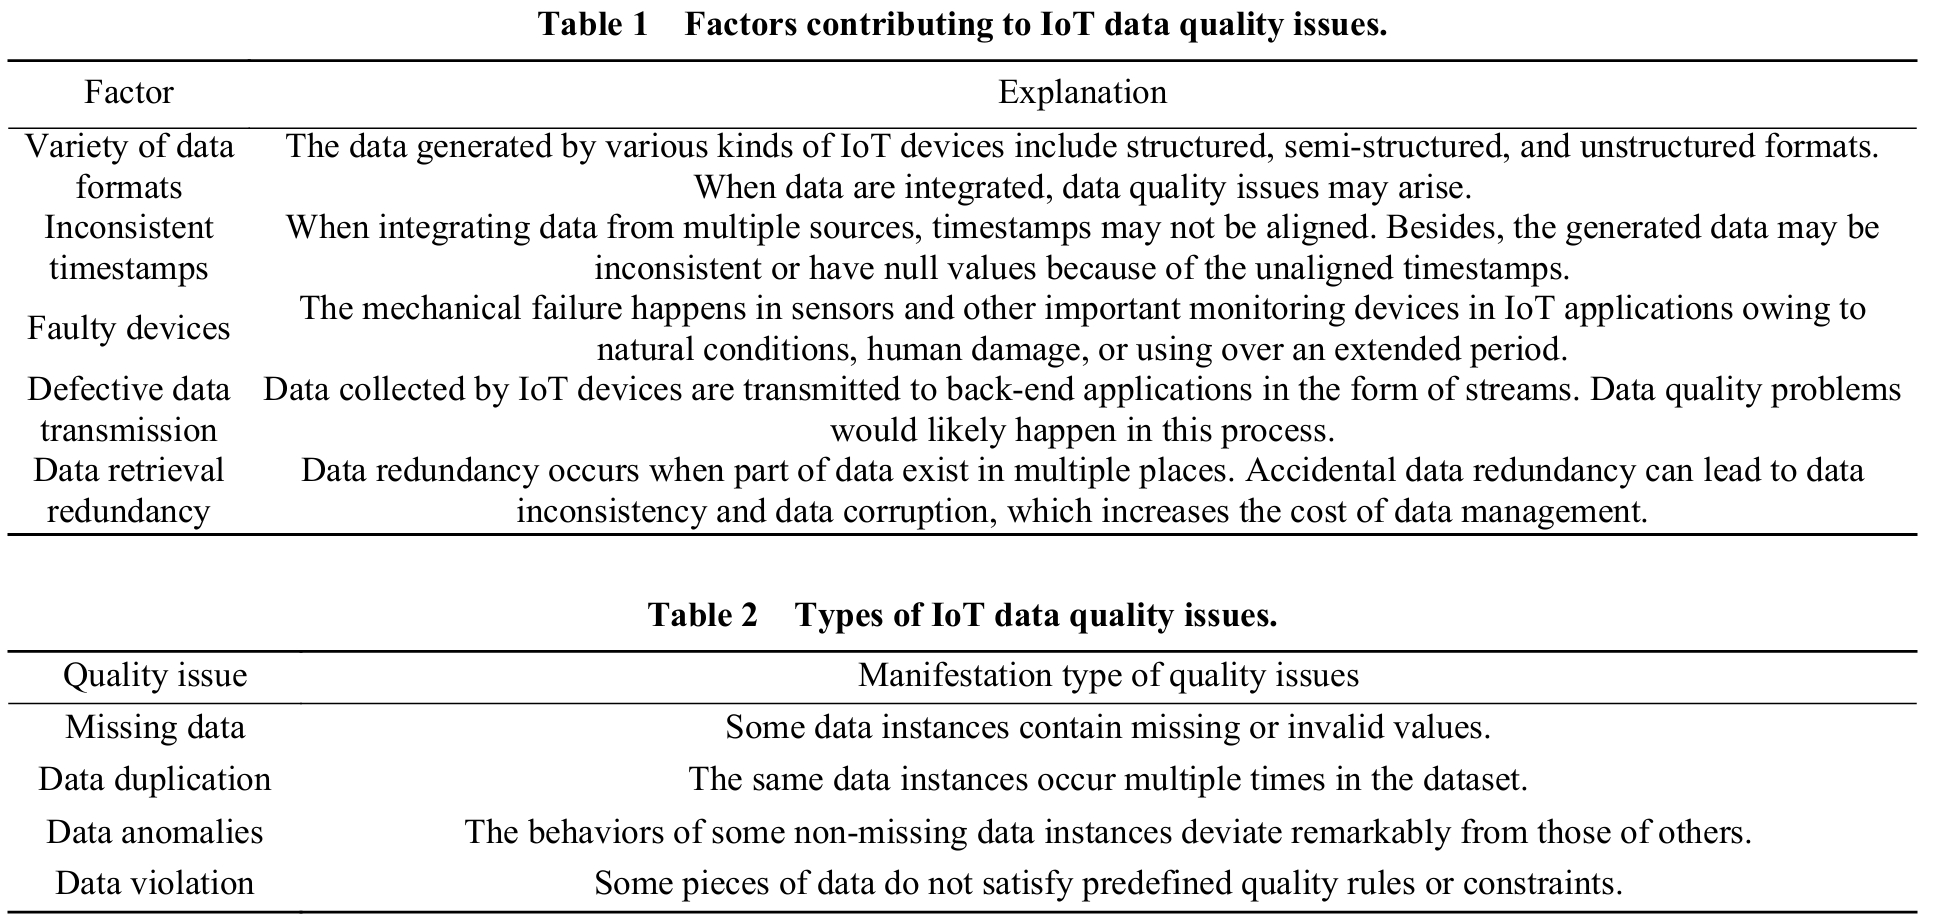 Table 1 Factors contributing to IoT data quality issues.
Factor Explanation
Variety of data formats The data generated by various kinds of IoT devices include structured, semi-structured, and unstructured formats.
When data are integrated, data quality issues may arise.
Inconsistent timestamps When integrating data from multiple sources, timestamps may not be aligned. Besides, the generated data may be
inconsistent or have null values because of the unaligned timestamps.
Faulty devices The mechanical failure happens in sensors and other important monitoring devices in IoT applications owing to
natural conditions, human damage, or using over an extended period.
Defective data transmission Data collected by IoT devices are transmitted to back-end applications in the form of streams. Data quality problems
would likely happen in this process.
Data retrieval redundancy Data redundancy occurs when part of data exist in multiple places. Accidental data redundancy can lead to data
inconsistency and data corruption, which increases the cost of data management.
Table 2 Types of IoT data quality issues.
Quality issue Manifestation type of quality issues
Missing data Some data instances contain missing or invalid values.
Data duplication The same data instances occur multiple times in the dataset.
Data anomalies The behaviors of some non-missing data instances deviate remarkably from those of others.
Data violation Some pieces of data do not satisfy predefined quality rules or constraints.